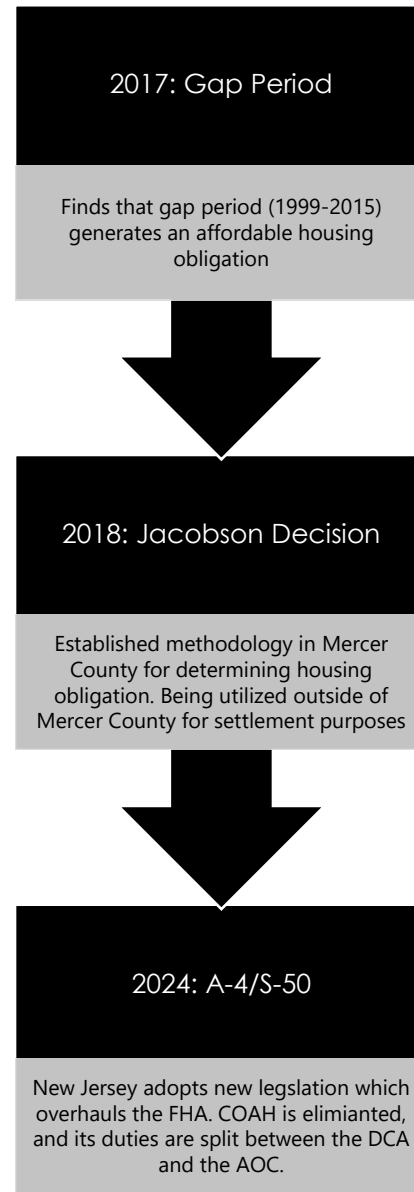 2017: Gap Period
Finds that gap period (1999-2015)
generates an affordable housing
obligation
2018: Jacobson Decision
Established methodology in Mercer
County for determining housing
obligation. Being utilized outside of
Mercer County for settlement purposes
2024: A-4/S-50
New Jersey adopts new legslation which
overhauls the FHA. COAH is elimianted,
and its duties are split between the DCA
and the AOC.